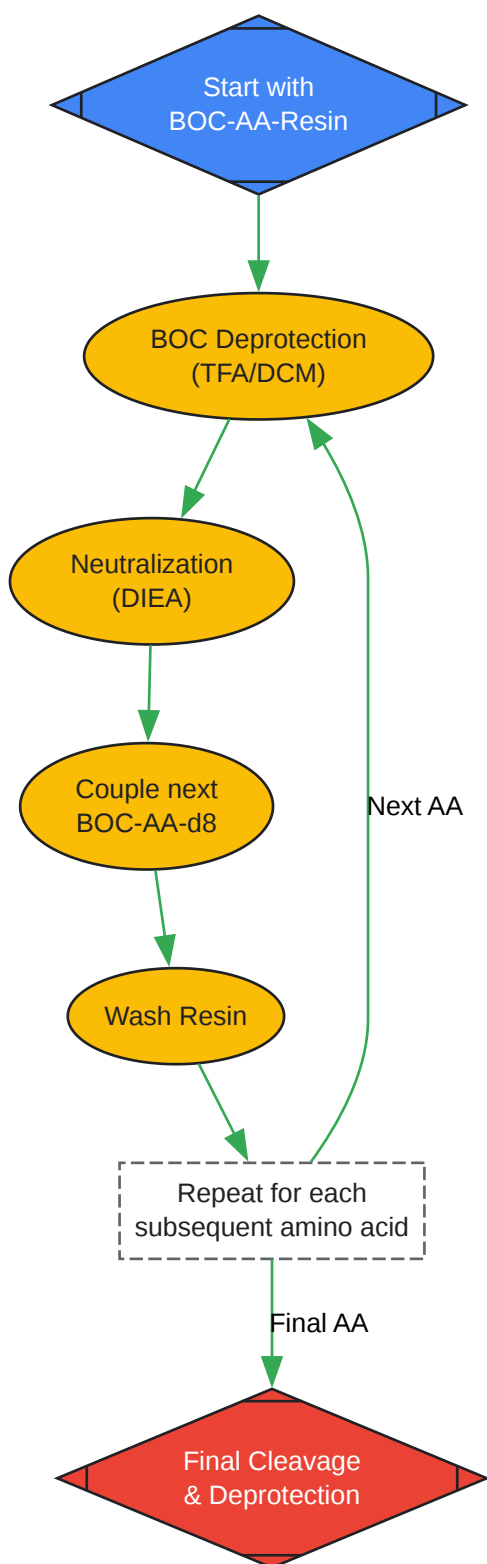 Start with
BOC-AA-Resin
BOC Deprotection
(TFA/DCM)
Neutralization
(DIEA)
Couple next
BOC-AA-d8
Next AA
Wash Resin
Repeat for each
subsequent amino acid
Final AA
Final Cleavage
& Deprotection